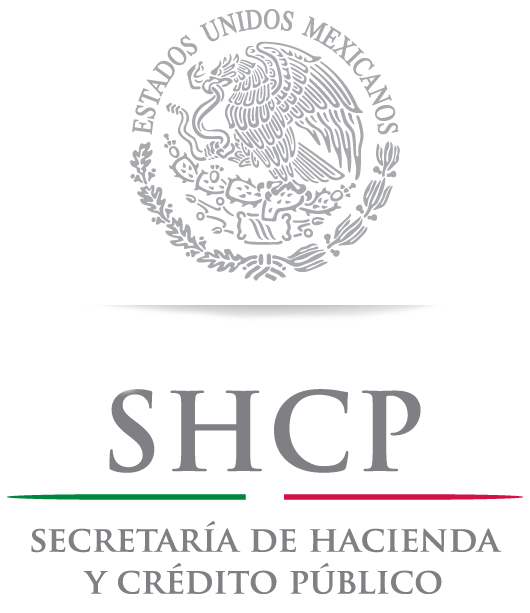 ESTADOS UNIDOS MEXICANOS
SHCP
SECRETARÍA DE HACIENDA
Y CRÉDITO PÚBLICO